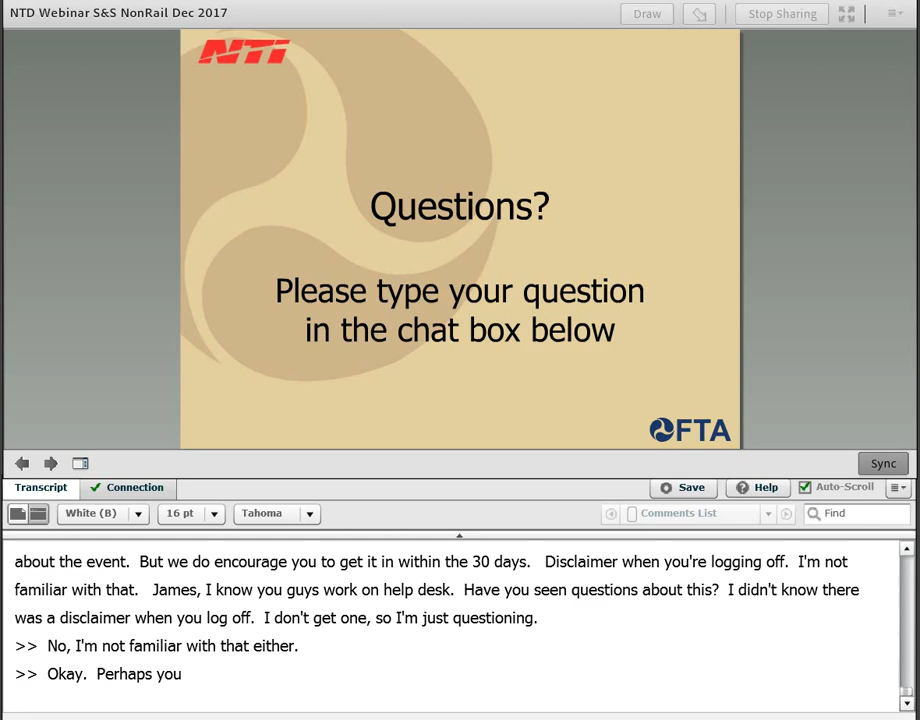 NTD Webinar S&S NonRail Dec 2017
Draw
Stop Sharing
NTI
Questions?
Please type your question
in the chat box below
FTA
Sync
Transcript
Connection
Save
Help
Auto-Scroll
White (B)
16 pt
Tahoma
Comments List
Find
about the event. But we do encourage you to get it in within the 30 days. Disclaimer when you're logging off. I'm not
familiar with that. James, I know you guys work on help desk. Have you seen questions about this? I didn't know there
was a disclaimer when you log off. I don't get one, so I'm just questioning.
>> No, I'm not familiar with that either.
>> Okay. Perhaps you